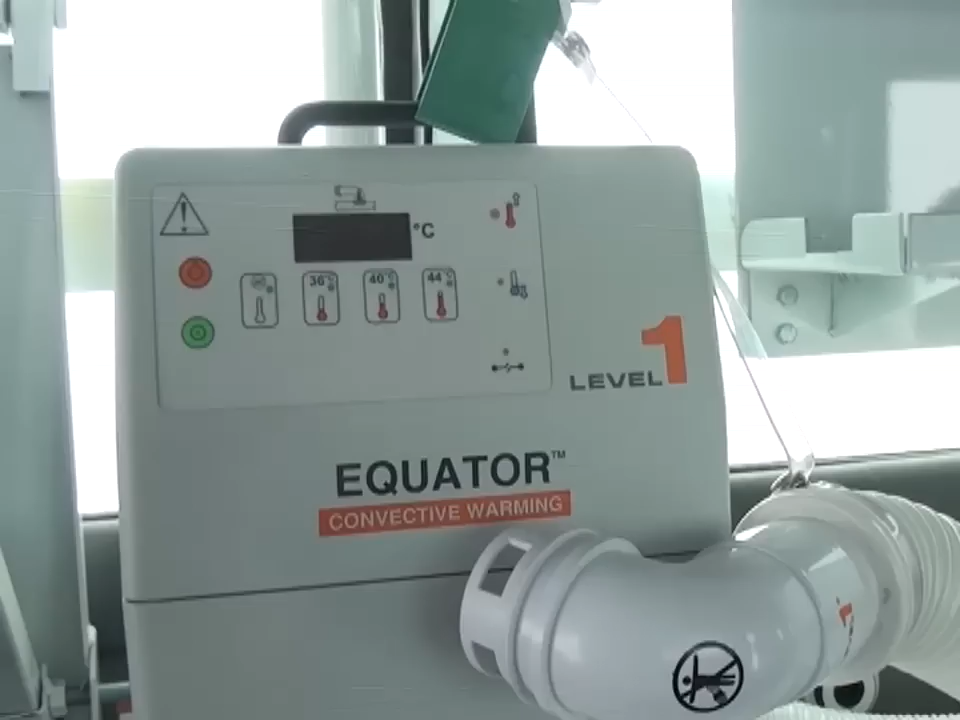 °C
36°C
40°C
44°C
LEVEL 1
EQUATOR™
CONVECTIVE WARMING